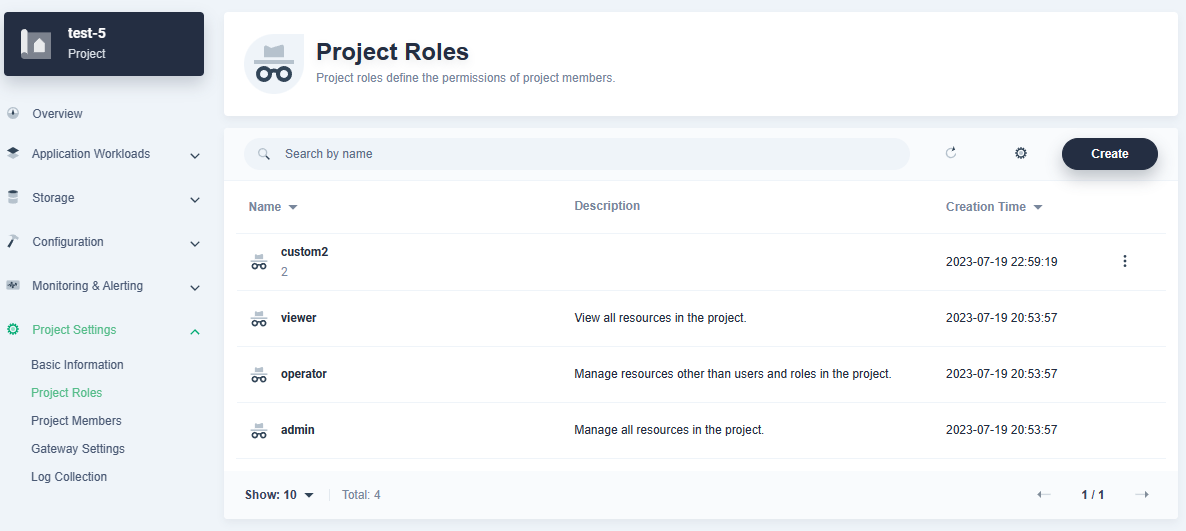 test-5
Project
Overview
Application Workloads
Storage
Configuration
Monitoring & Alerting
Project Settings
Basic Information
Project Roles
Project Members
Gateway Settings
Log Collection
Project Roles
Project roles define the permissions of project members.
Search by name
Create
Name Description Creation Time
custom2
2
2023-07-19 22:59:19
viewer View all resources in the project. 2023-07-19 20:53:57
operator Manage resources other than users and roles in the project. 2023-07-19 20:53:57
admin Manage all resources in the project. 2023-07-19 20:53:57
Show: 10 Total: 4 1 / 1